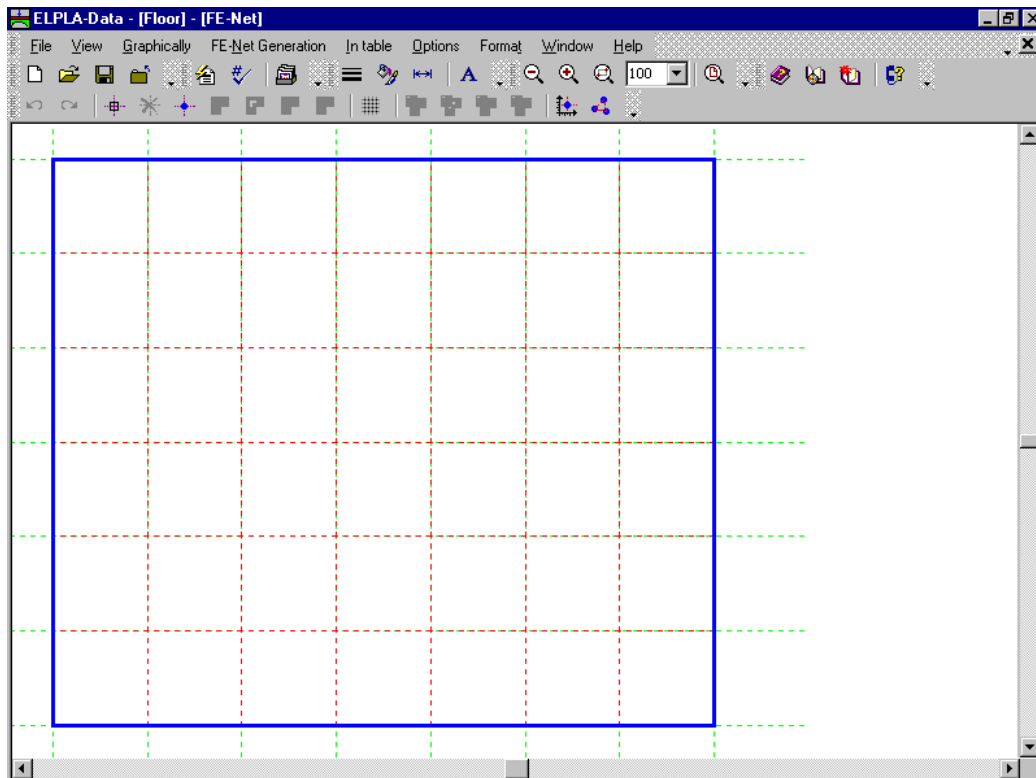 ELPLA-Data - [Floor] - [FE-Net]
File View Graphically FE-Net Generation In table Options Format Window Help
A 100